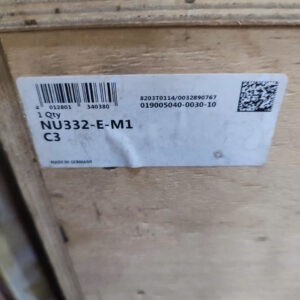 4 012801 340380
1 Qty
NU332-E-M1
C3
8203T0114/0032890767
019005040-0030-10
MADE IN GERMANY